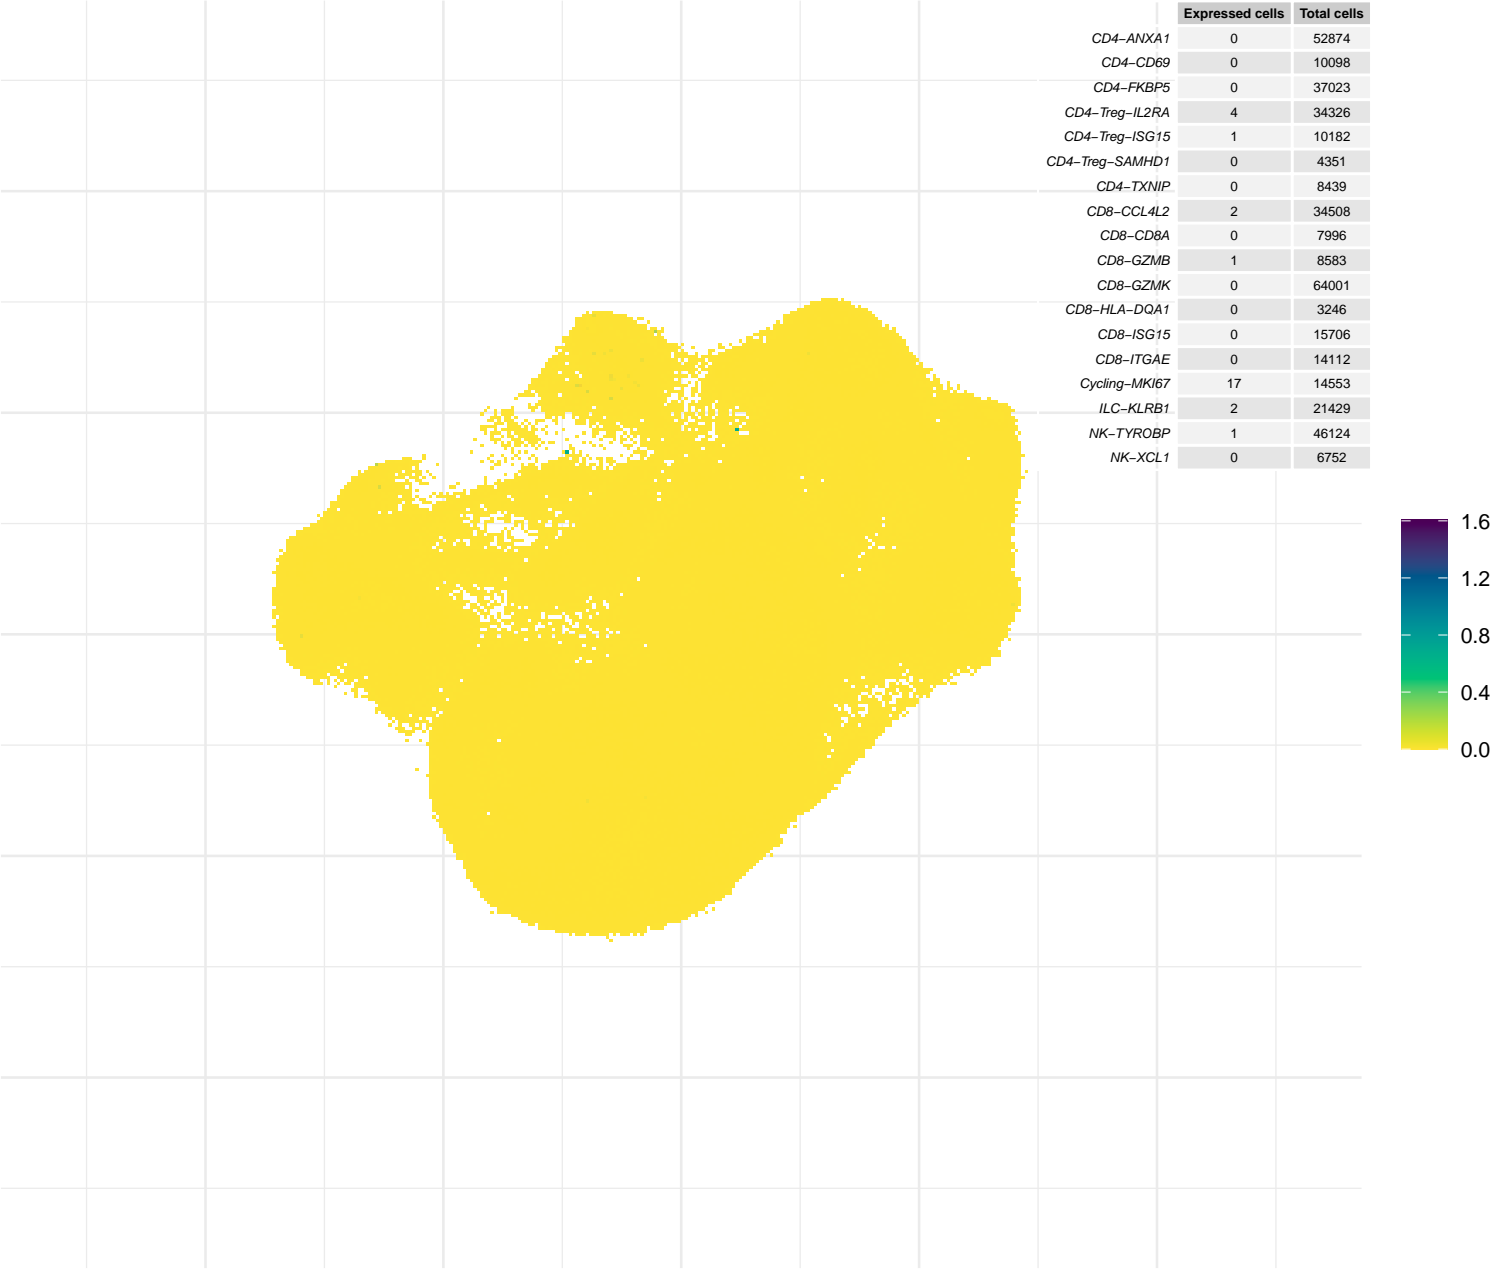 Expressed cells Total cells
CD4−ANXA1 0 52874
CD4−CD69 0 10098
CD4−FKBP5 0 37023
CD4−Treg−IL2RA 4 34326
CD4−Treg−ISG15 1 10182
CD4−Treg−SAMHD1 0 4351
CD4−TXNIP 0 8439
CD8−CCL4L2 2 34508
CD8−CD8A 0 7996
CD8−GZMB 1 8583
CD8−GZMK 0 64001
CD8−HLA−DQA1 0 3246
CD8−ISG15 0 15706
CD8−ITGAE 0 14112
Cycling−MKI67 17 14553
ILC−KLRB1 2 21429
NK−TYROBP 1 46124
NK−XCL1 0 6752
1.6
1.2
0.8
0.4
0.0